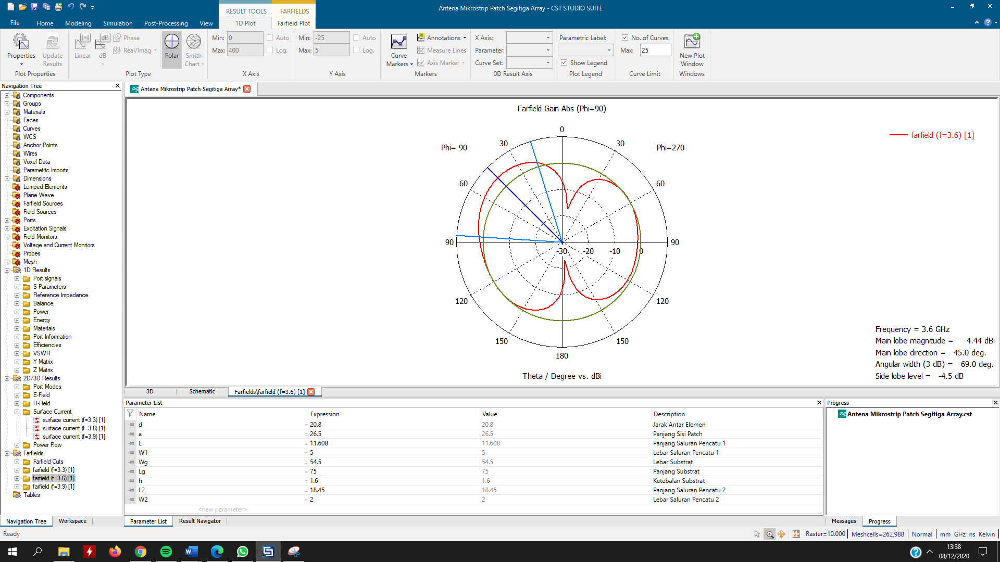 Antena Mikrostrip Patch Segitiga Array - CST STUDIO SUITE
RESULT TOOLS
FARFIELDS
File
Home
Modeling
Simulation
Post-Processing
View
1D Plot
Farfield Plot
Properties
Update Results
Plot Properties
Linear
dB
Phase
Real/Imag
Polar
Smith Chart
Plot Type
Min: 0
Auto
Max: 400
Log.
X Axis
Min: -25
Auto
Max: 5
Log.
Y Axis
Curve Markers
Annotations
Measure Lines
Axis Marker
Markers
X Axis:
Parameter:
Curve Set:
0D Result Axis
Parametric Label:
Show Legend
Plot Legend
No. of Curves
Max: 25
Curve Limit
New Plot Window
Windows
Navigation Tree
Components
Groups
Materials
Faces
Curves
WCS
Anchor Points
Wires
Voxel Data
Parametric Imports
Dimensions
Lumped Elements
Plane Wave
Farfield Sources
Field Sources
Ports
Excitation Signals
Field Monitors
Voltage and Current Monitors
Probes
Mesh
1D Results
Port signals
S-Parameters
Reference Impedance
Balance
Power
Energy
Materials
Port Information
Efficiencies
VSWR
Y Matrix
Z Matrix
2D/3D Results
Port Modes
E-Field
H-Field
Surface Current
surface current (f=3.3) [1]
surface current (f=3.6) [1]
surface current (f=3.9) [1]
Power Flow
Farfields
Farfield Cuts
farfield (f=3.3) [1]
farfield (f=3.6) [1]
farfield (f=3.9) [1]
Tables
Navigation Tree
Workspace
Antena Mikrostrip Patch Segitiga Array*
Farfield Gain Abs (Phi=90)
farfield (f=3.6) [1]
0
30
30
Phi= 90
Phi=270
60
60
90
90
-30
-20
-10
0
120
120
150
150
180
Theta / Degree vs. dBi
Frequency = 3.6 GHz
Main lobe magnitude = 4.44 dBi
Main lobe direction = 45.0 deg.
Angular width (3 dB) = 69.0 deg.
Side lobe level = -4.5 dB
3D
Schematic
Farfields\farfield (f=3.6) [1]
Parameter List
Name Expression Value Description
d = 20.8 20.8 Jarak Antar Elemen
a = 26.5 26.5 Panjang Sisi Patch
L = 11.608 11.608 Panjang Saluran Pencatu 1
W1 = 5 5 Lebar Saluran Pencatu 1
Wg = 54.5 54.5 Lebar Substrat
Lg = 75 75 Panjang Substrat
h = 1.6 1.6 Ketebalan Substrat
L2 = 18.45 18.45 Panjang Saluran Pencatu 2
W2 = 2 2 Lebar Saluran Pencatu 2
<new parameter>
Parameter List
Result Navigator
Progress
Antena Mikrostrip Patch Segitiga Array.cst
Messages
Progress
Ready
Raster=10.000
Meshcells=262,988
Normal
mm GHz ns Kelvin
13:38
08/12/2020